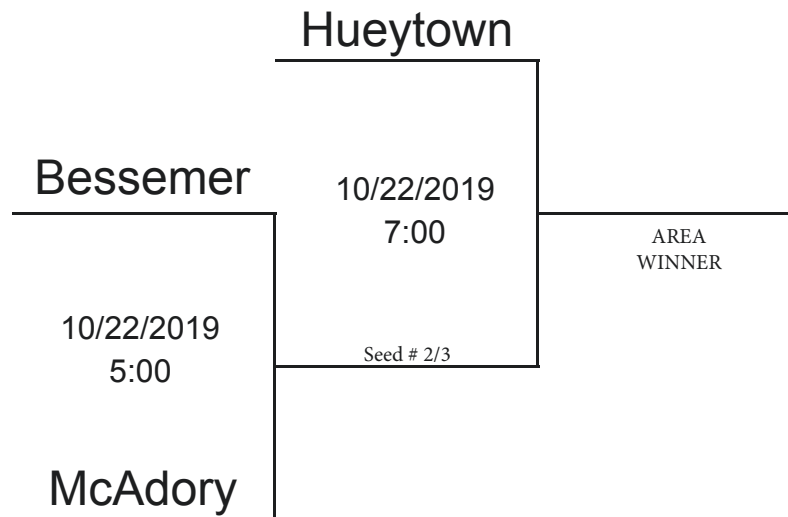 Hueytown
Bessemer
10/22/2019
7:00
AREA
WINNER
10/22/2019
5:00
Seed # 2/3
McAdory